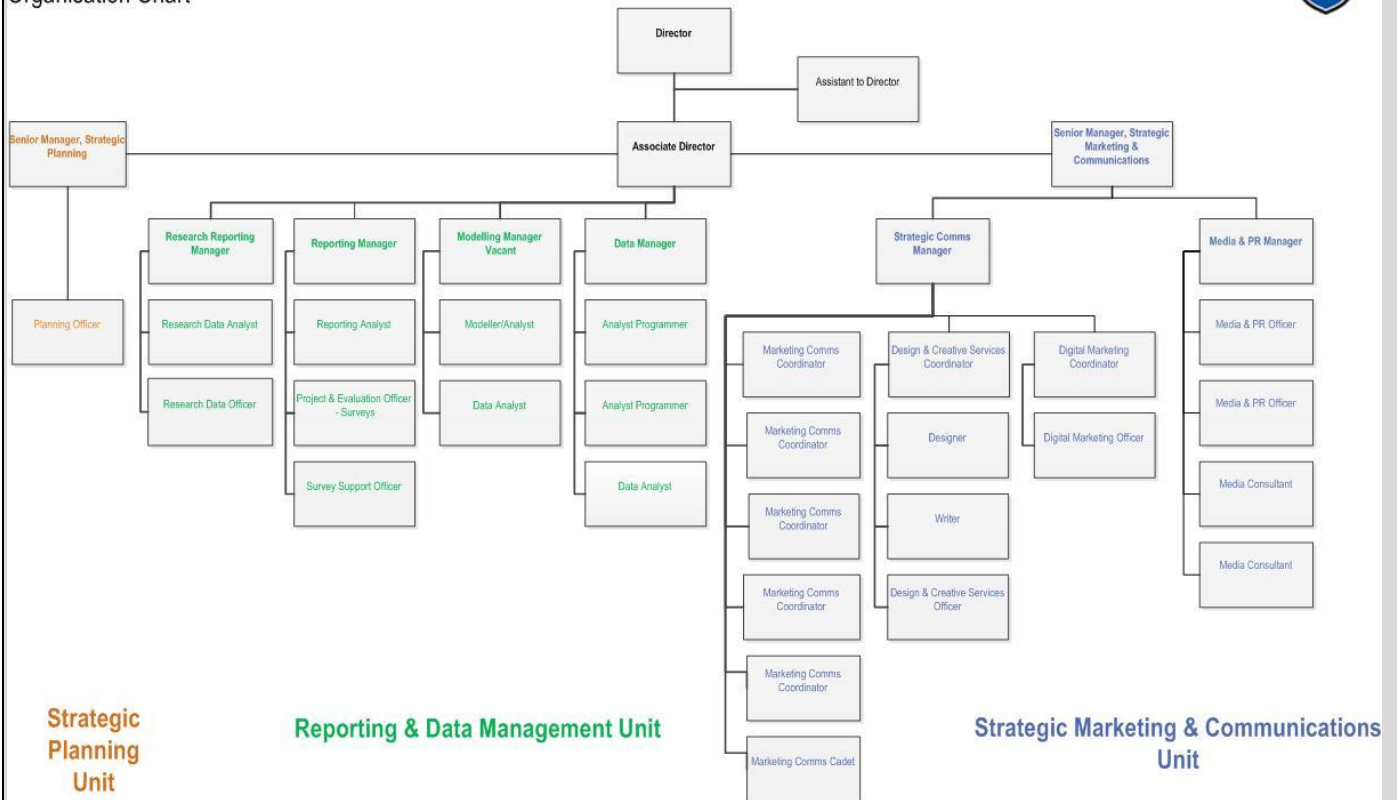 Organisation Chart
Director
Assistant to Director
Senior Manager, Strategic
Planning
Associate Director
Senior Manager, Strategic
Marketing &
Communications
Research Reporting
Manager
Reporting Manager
Modelling Manager
Vacant
Data Manager
Strategic Comms
Manager
Media & PR Manager
Planning Officer
Research Data Analyst
Reporting Analyst
Modeller/Analyst
Analyst Programmer
Media & PR Officer
Marketing Comms
Coordinator
Design & Creative Services
Coordinator
Digital Marketing
Coordinator
Research Data Officer
Project & Evaluation Officer
- Surveys
Data Analyst
Analyst Programmer
Media & PR Officer
Marketing Comms
Coordinator
Designer
Digital Marketing Officer
Survey Support Officer
Data Analyst
Media Consultant
Marketing Comms
Coordinator
Writer
Media Consultant
Marketing Comms
Coordinator
Design & Creative Services
Officer
Marketing Comms
Coordinator
Marketing Comms Cadet
Strategic
Planning
Unit
Reporting & Data Management Unit
Strategic Marketing & Communications
Unit